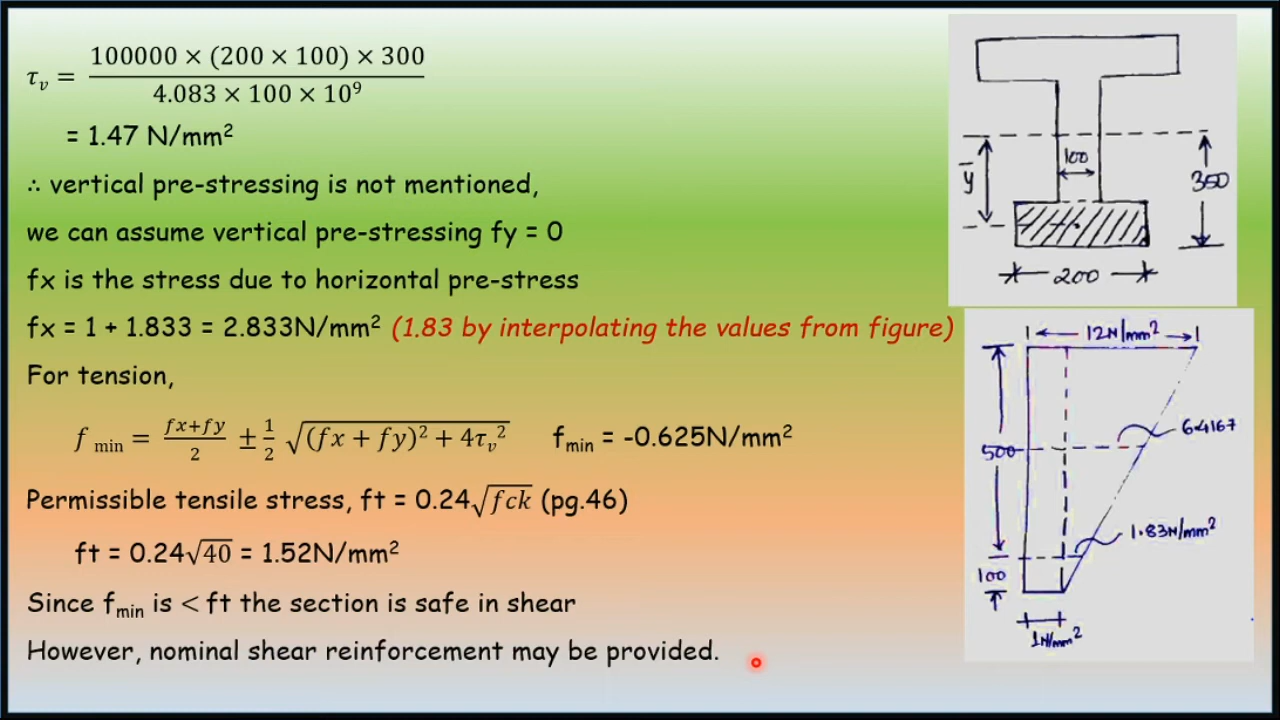 τᵥ = 100000 × (200 × 100) × 300 / 4.083 × 100 × 10⁹
= 1.47 N/mm²
∴ vertical pre-stressing is not mentioned,
we can assume vertical pre-stressing fy = 0
fx is the stress due to horizontal pre-stress
fx = 1 + 1.833 = 2.833N/mm² (1.83 by interpolating the values from figure)
For tension,
f min = fx+fy / 2 ± 1/2 √(fx + fy)² + 4τᵥ² fmin = -0.625N/mm²
Permissible tensile stress, ft = 0.24√fck (pg.46)
ft = 0.24√40 = 1.52N/mm²
Since fmin is < ft the section is safe in shear
However, nominal shear reinforcement may be provided.
100
ȳ
350
200
12N/mm²
6.4167
500
1.83N/mm²
100
1N/mm²